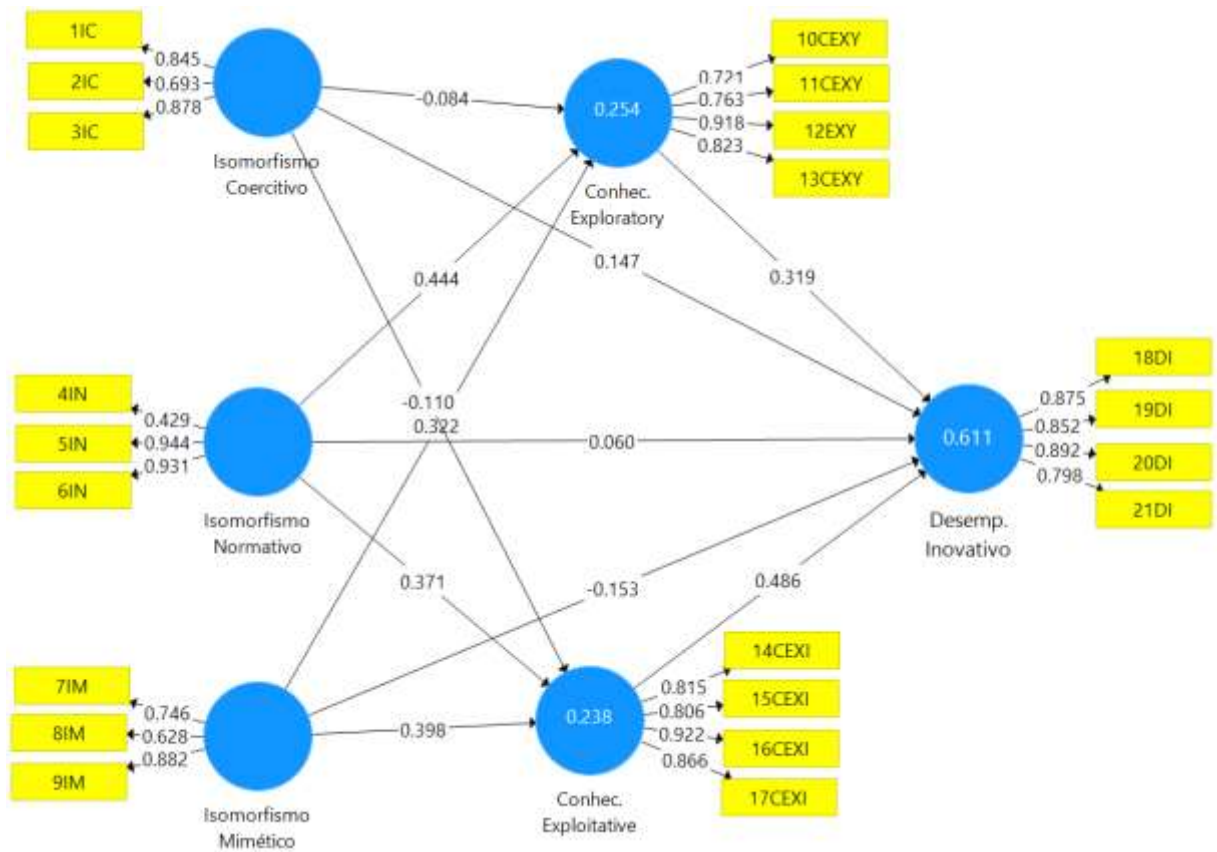 1IC
0.845
2IC
0.693
3IC
0.878
Isomorfismo
Coercitivo
-0.084
0.254
Conhec.
Exploratory
0.721
10CEXY
0.763
11CEXY
0.918
12EXY
0.823
13CEXY
0.444
0.147
0.319
4IN
0.429
5IN
0.944
0.931
6IN
Isomorfismo
Normativo
-0.110
0.322
0.060
0.611
Desemp.
Inovativo
18DI
0.875
19DI
0.852
0.892
20DI
0.798
21DI
0.371
-0.153
0.486
7IM
0.746
8IM
0.628
0.882
9IM
Isomorfismo
Mimético
0.398
0.238
Conhec.
Exploitative
14CEXI
0.815
15CEXI
0.806
0.922
16CEXI
0.866
17CEXI